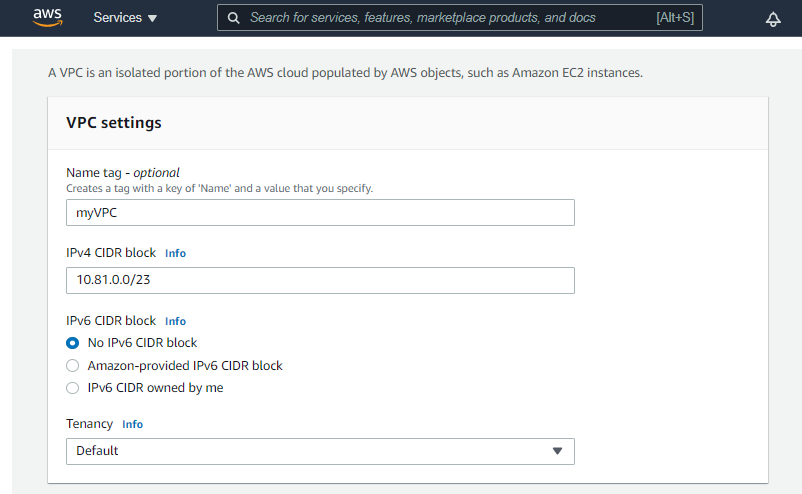 aws Services Search for services, features, marketplace products, and docs [Alt+S]
A VPC is an isolated portion of the AWS cloud populated by AWS objects, such as Amazon EC2 instances.
VPC settings
Name tag - optional
Creates a tag with a key of 'Name' and a value that you specify.
myVPC
IPv4 CIDR block Info
10.81.0.0/23
IPv6 CIDR block Info
No IPv6 CIDR block
Amazon-provided IPv6 CIDR block
IPv6 CIDR owned by me
Tenancy Info
Default